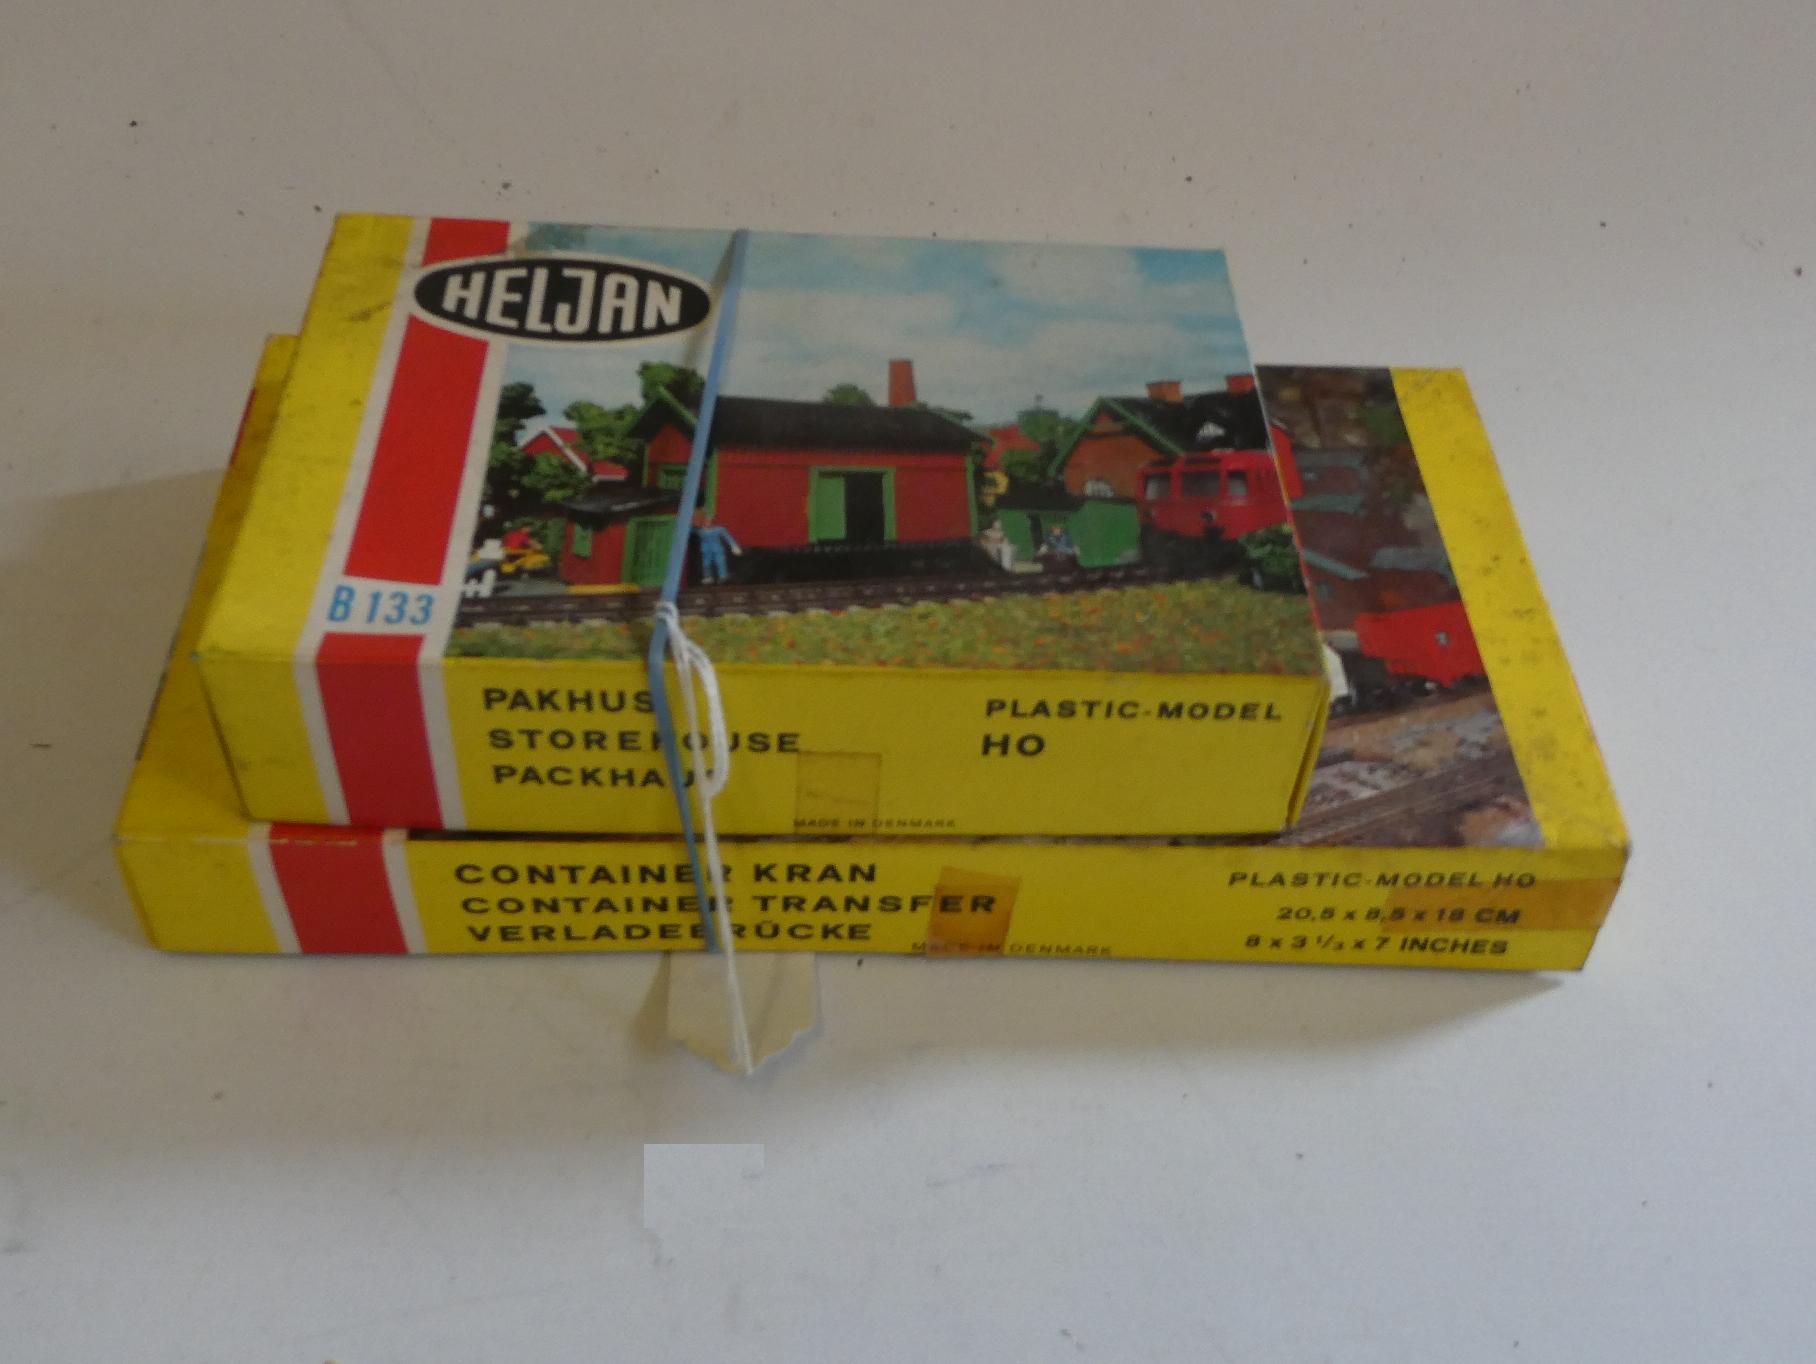 HELJAN
B 133
PAKHUS
STOREHOUSE
PACKHAUS
PLASTIC-MODEL
HO
MADE IN DENMARK
CONTAINER KRAN
CONTAINER TRANSFER
VERLADEBRÜCKE
MADE IN DENMARK
PLASTIC-MODEL HO
20,5 x 8,5 x 18 CM
8 x 3 1/3 x 7 INCHES